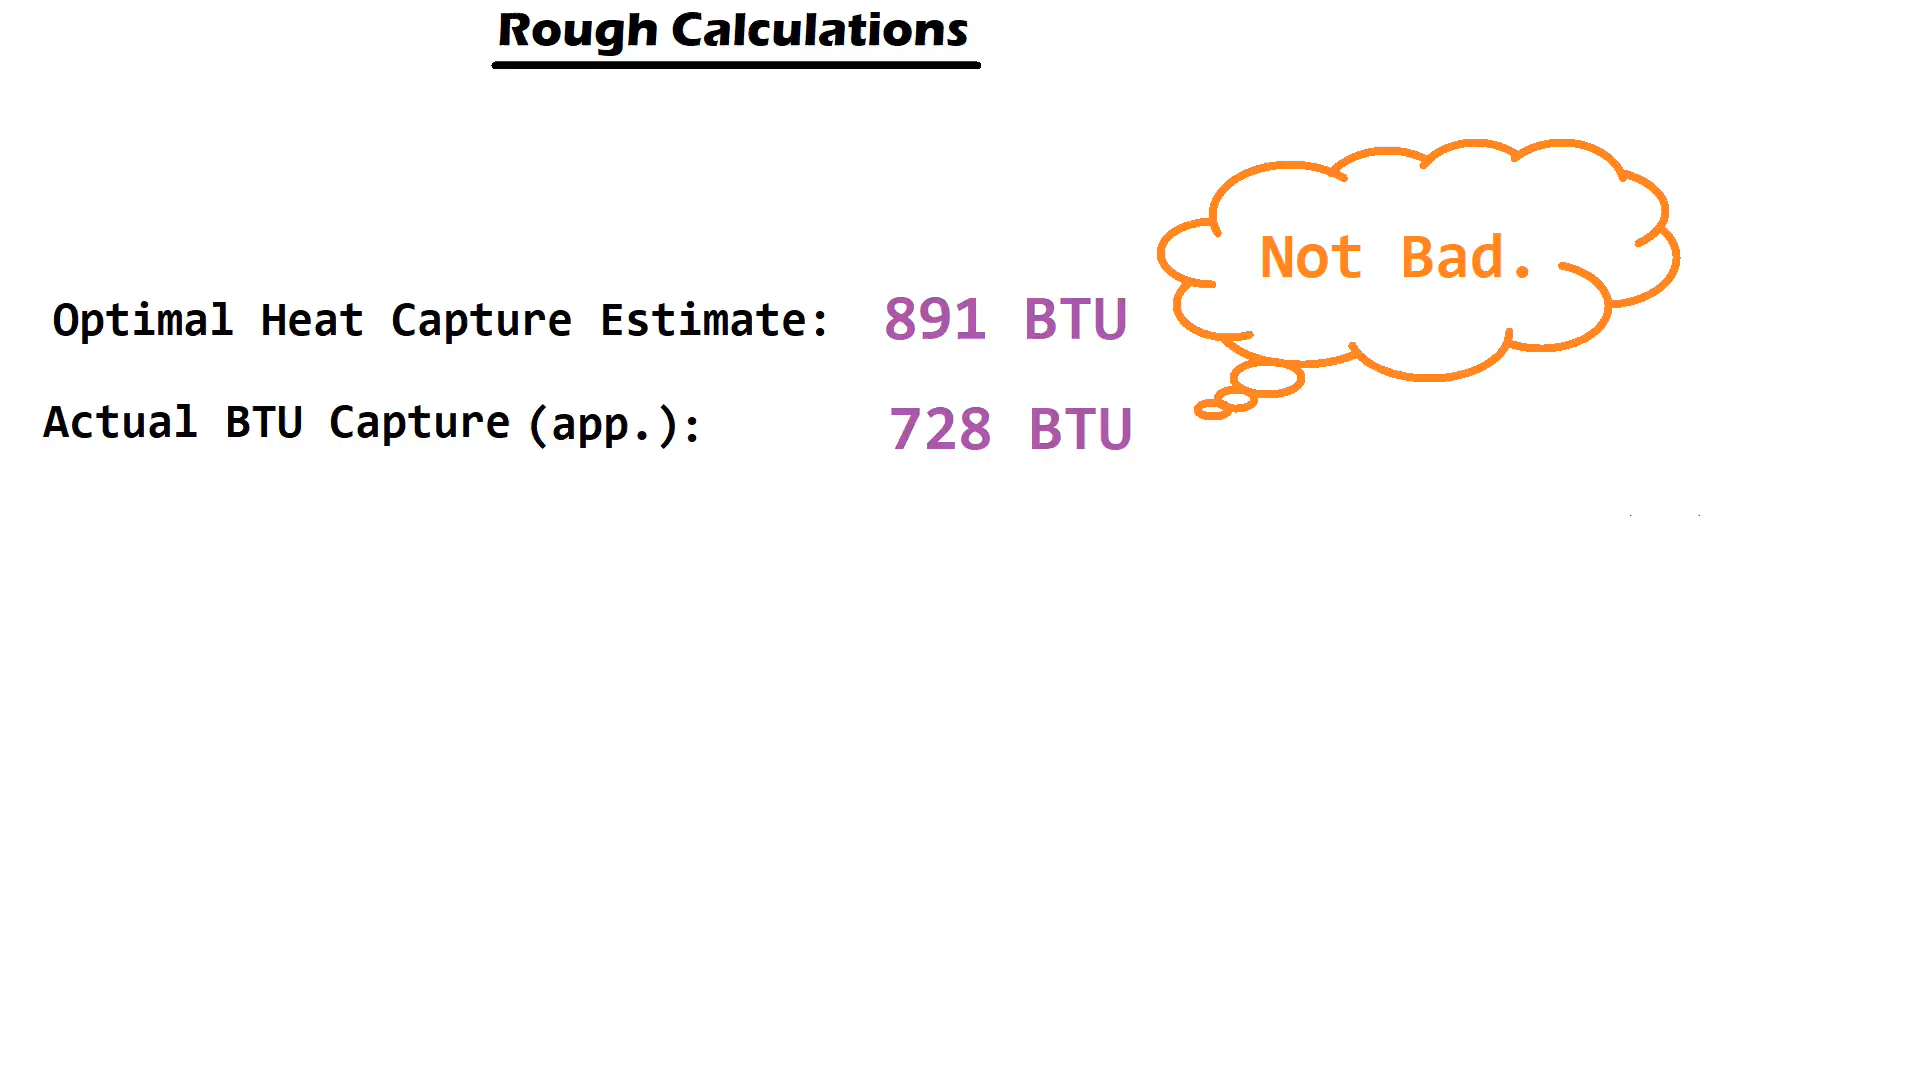 Rough Calculations
Not Bad.
Optimal Heat Capture Estimate: 891 BTU
Actual BTU Capture (app.): 728 BTU